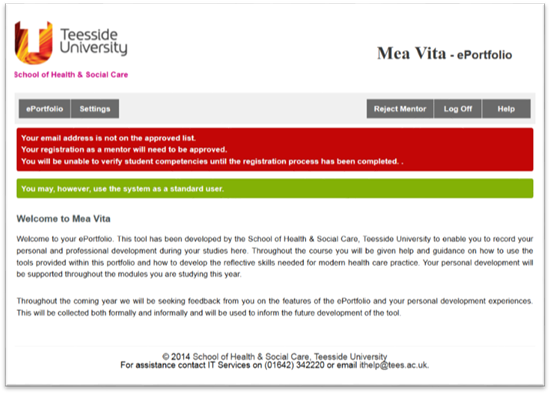 Teesside
University
School of Health & Social Care
Mea Vita - ePortfolio
ePortfolio Settings Reject Mentor Log Off Help
Your email address is not on the approved list.
Your registration as a mentor will need to be approved.
You will be unable to verify student competencies until the registration process has been completed. .
You may, however, use the system as a standard user.
Welcome to Mea Vita
Welcome to your ePortfolio. This tool has been developed by the School of Health & Social Care, Teesside University to enable you to record your
personal and professional development during your studies here. Throughout the course you will be given help and guidance on how to use the
tools provided within this portfolio and how to develop the reflective skills needed for modern health care practice. Your personal development will
be supported throughout the modules you are studying this year.
Throughout the coming year we will be seeking feedback from you on the features of the ePortfolio and your personal development experiences.
This will be collected both formally and informally and will be used to inform the future development of the tool.
© 2014 School of Health & Social Care, Teesside University
For assistance contact IT Services on (01642) 342220 or email ithelp@tees.ac.uk.